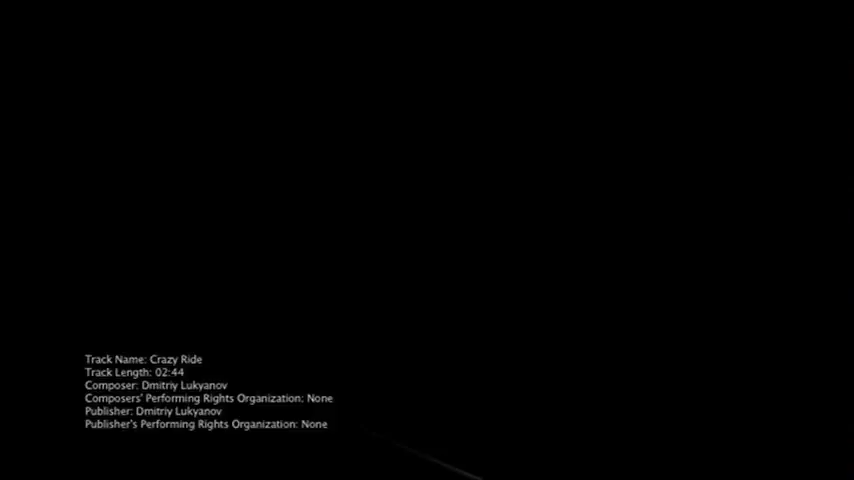 Track Name: Crazy Ride
Track Length: 02:44
Composer: Dmitriy Lukyanov
Composers' Performing Rights Organization: None
Publisher: Dmitriy Lukyanov
Publisher's Performing Rights Organization: None